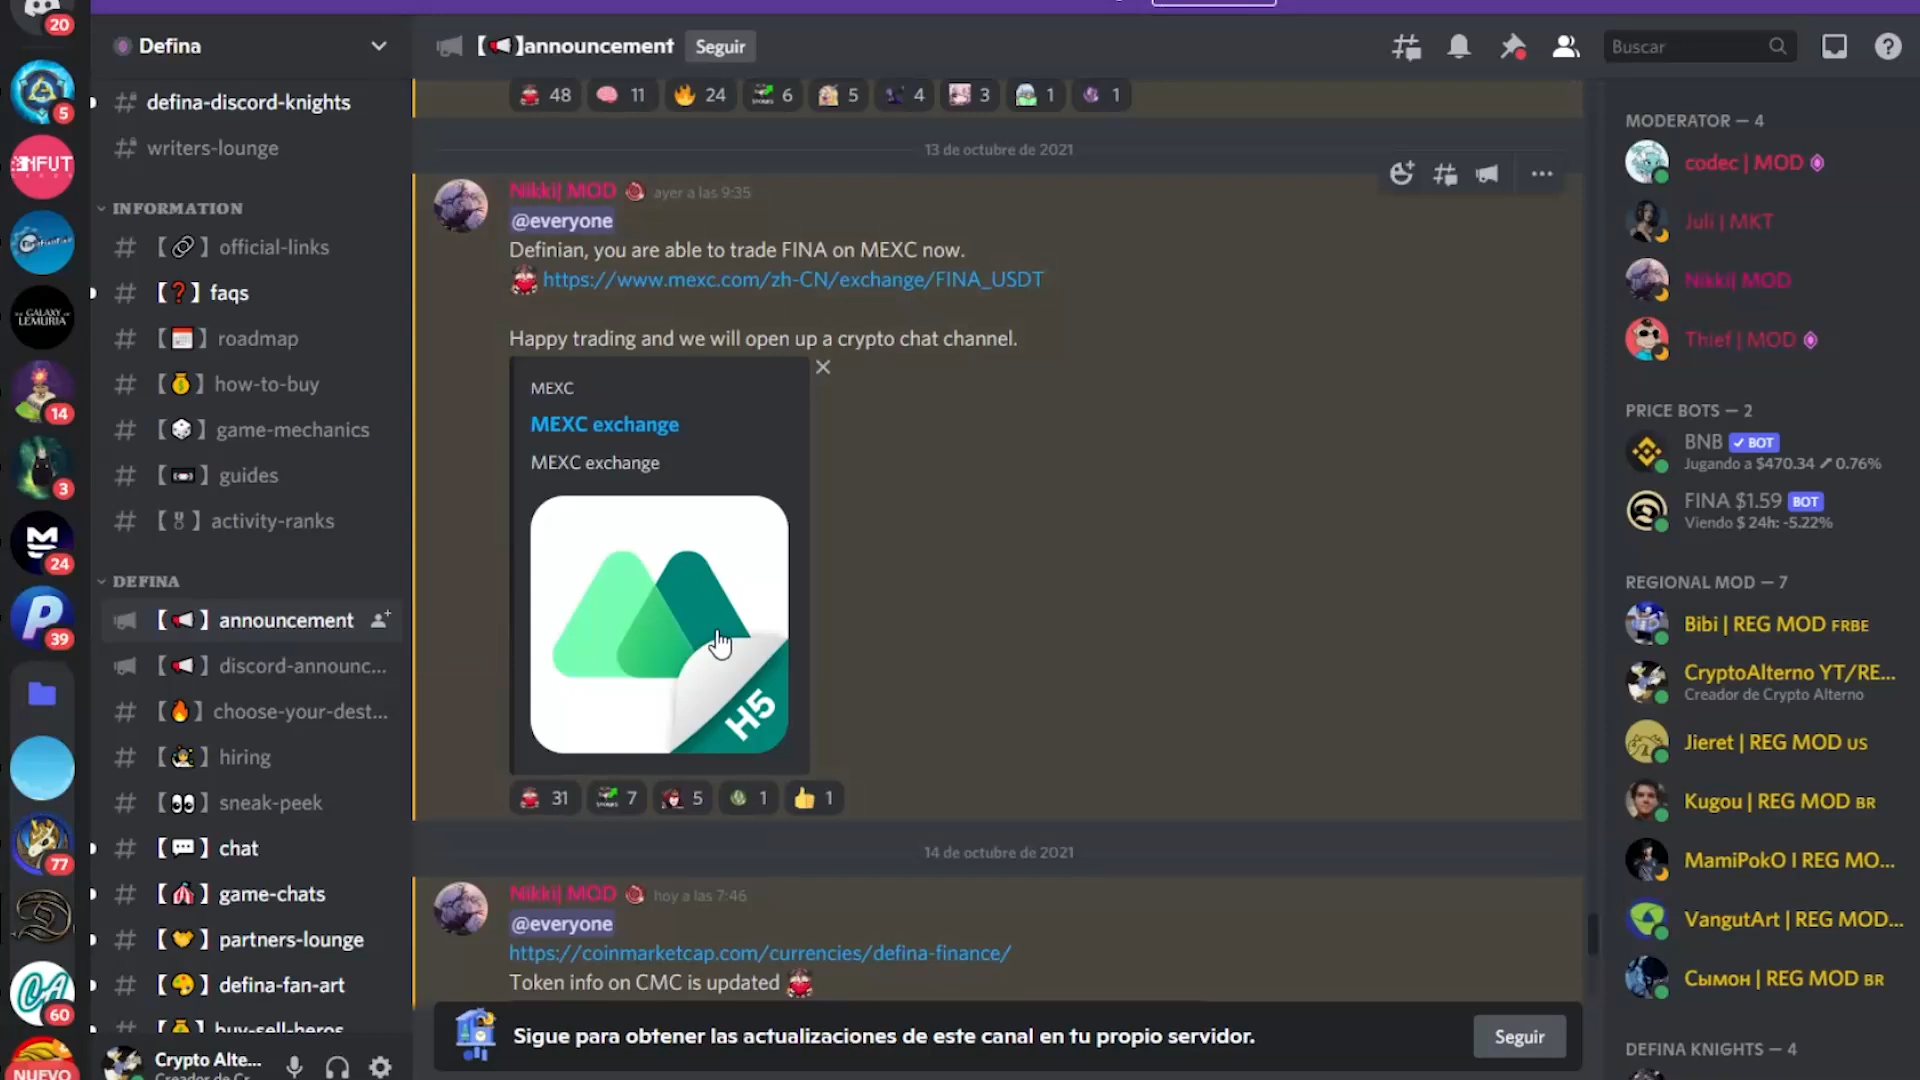 20
5
NFUT
THE GALAXY OF
LEMURIA
14
3
24
39
77
60
NUEVO
Defina
defina-discord-knights
writers-lounge
INFORMATION
official-links
faqs
roadmap
how-to-buy
game-mechanics
guides
activity-ranks
DEFINA
announcement
discord-announc...
choose-your-dest...
hiring
sneak-peek
chat
game-chats
partners-lounge
defina-fan-art
buy-sell-heros
Crypto Alte...
【📢】announcement
Seguir
Buscar
48 11 24 6 5 4 3 1 1
13 de octubre de 2021
Nikki| MOD ayer a las 9:35
@everyone
Definian, you are able to trade FINA on MEXC now.
https://www.mexc.com/zh-CN/exchange/FINA_USDT
Happy trading and we will open up a crypto chat channel.
MEXC
MEXC exchange
MEXC exchange
H5
31 7 5 1 1
14 de octubre de 2021
Nikki| MOD hoy a las 7:46
@everyone
https://coinmarketcap.com/currencies/defina-finance/
Token info on CMC is updated
Sigue para obtener las actualizaciones de este canal en tu propio servidor.
Seguir
MODERATOR — 4
codec | MOD
Juli | MKT
Nikki| MOD
Thief | MOD
PRICE BOTS — 2
BNB BOT
Jugando a $470.34 ↗ 0.76%
FINA $1.59 BOT
Viendo $ 24h: -5.22%
REGIONAL MOD — 7
Bibi | REG MOD FRBE
CryptoAlterno YT/RE...
Creador de Crypto Alterno
Jieret | REG MOD US
Kugou | REG MOD BR
MamiPokO I REG MO...
VangutArt | REG MOD...
Сымон | REG MOD BR
DEFINA KNIGHTS — 4